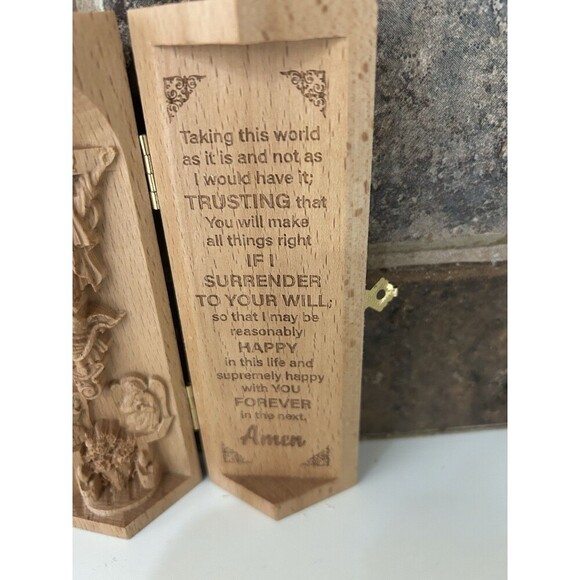 Taking this world
as it is and not as
I would have it;
TRUSTING that
You will make
all things right
IF I
SURRENDER
TO YOUR WILL;
so that I may be
reasonably
HAPPY
in this life and
supremely happy
with YOU
FOREVER
in the next.
Amen